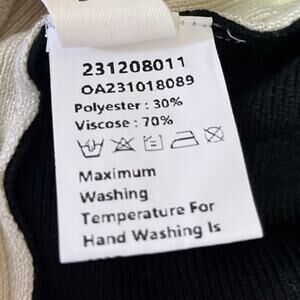 231208011
OA231018089
Polyester : 30%
Viscose : 70%
Maximum
Washing
Temperature For
Hand Washing Is